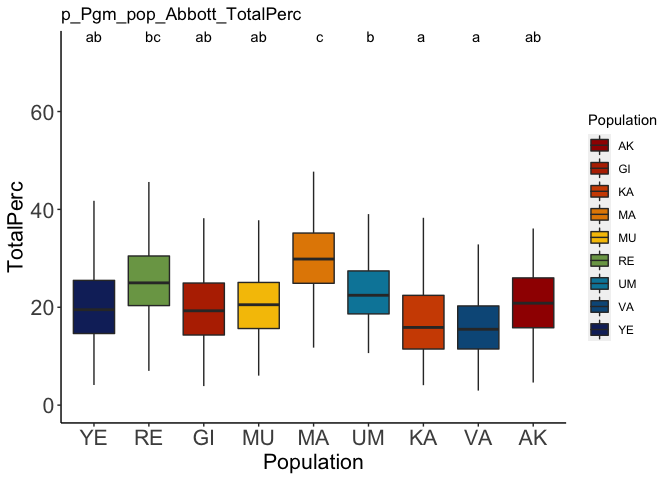 p_Pgm_pop_Abbott_TotalPerc
ab bc ab ab c b a a ab
60
40
20
0
TotalPerc
YE RE GI MU MA UM KA VA AK
Population
Population
AK
GI
KA
MA
MU
RE
UM
VA
YE